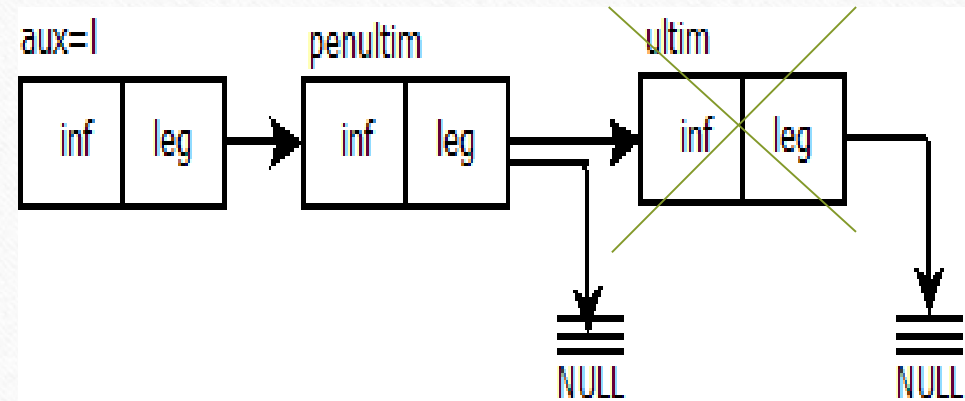 aux=l
penultim
ultim
inf leg
inf leg
inf leg
NULL
NULL